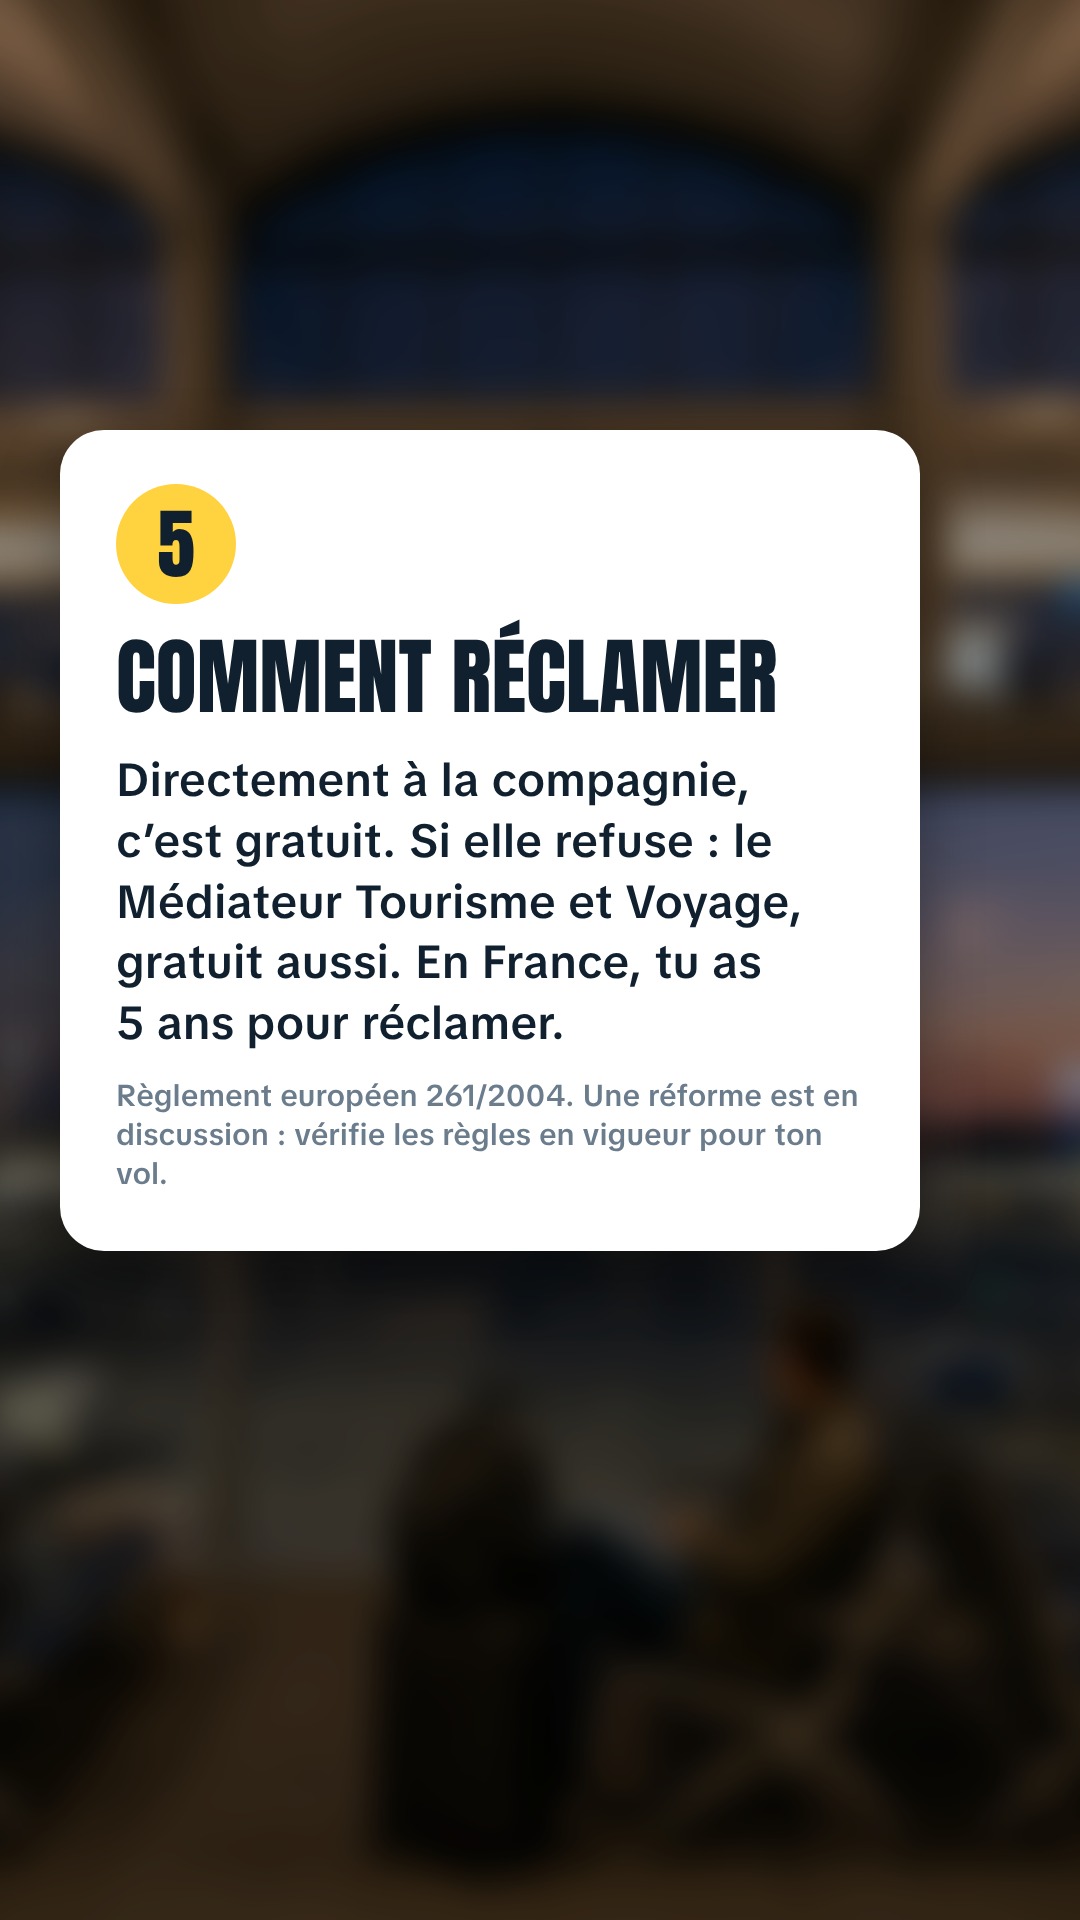 5
COMMENT RÉCLAMER
Directement à la compagnie,
c’est gratuit. Si elle refuse : le
Médiateur Tourisme et Voyage,
gratuit aussi. En France, tu as
5 ans pour réclamer.
Règlement européen 261/2004. Une réforme est en
discussion : vérifie les règles en vigueur pour ton
vol.